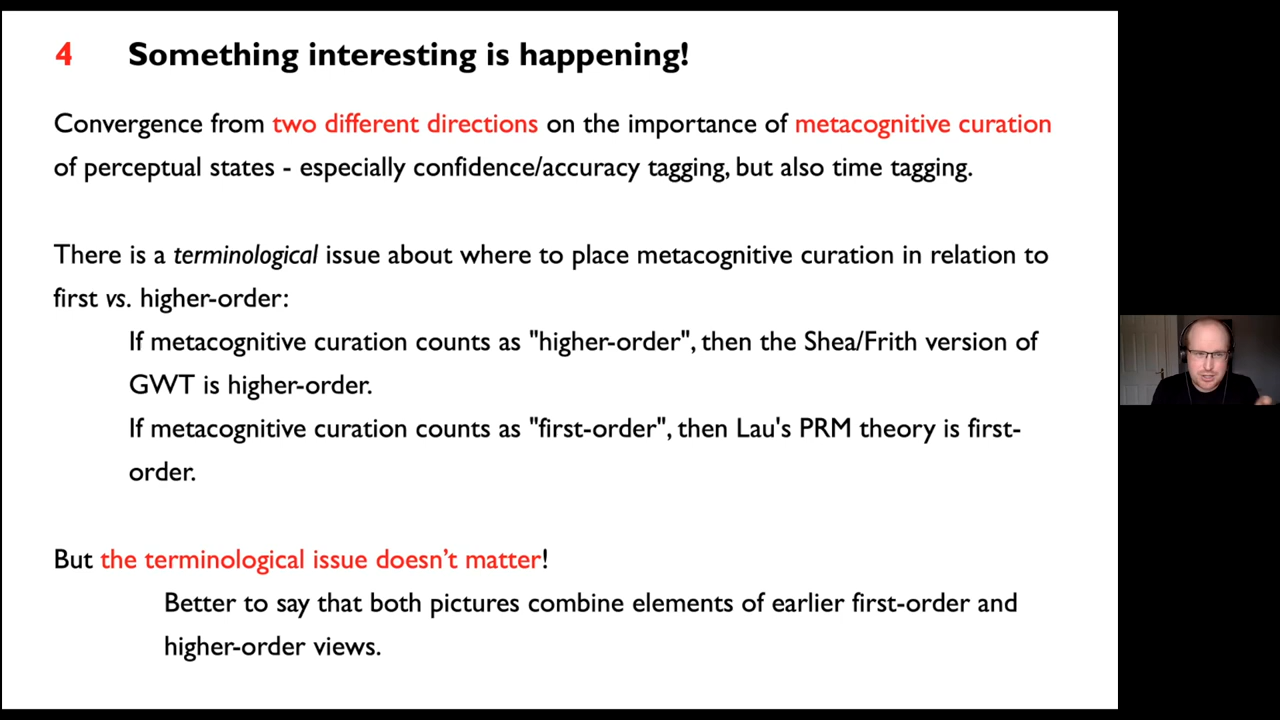 4 Something interesting is happening!
Convergence from two different directions on the importance of metacognitive curation
of perceptual states - especially confidence/accuracy tagging, but also time tagging.
There is a terminological issue about where to place metacognitive curation in relation to
first vs. higher-order:
If metacognitive curation counts as "higher-order", then the Shea/Frith version of
GWT is higher-order.
If metacognitive curation counts as "first-order", then Lau's PRM theory is first-
order.
But the terminological issue doesn’t matter!
Better to say that both pictures combine elements of earlier first-order and
higher-order views.